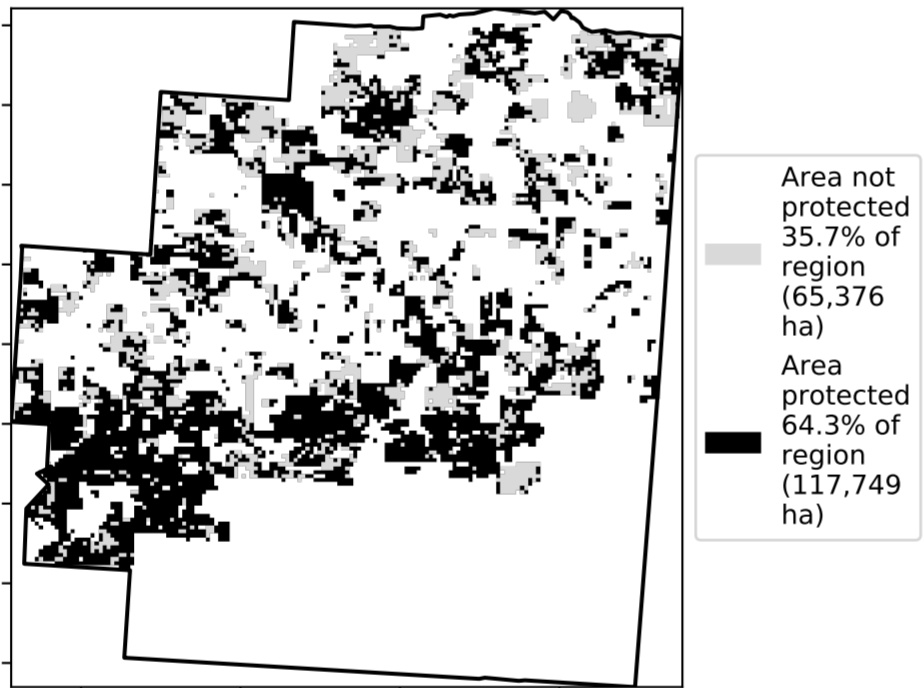 Area not
protected
35.7% of
region
(65,376
ha)
Area
protected
64.3% of
region
(117,749
ha)